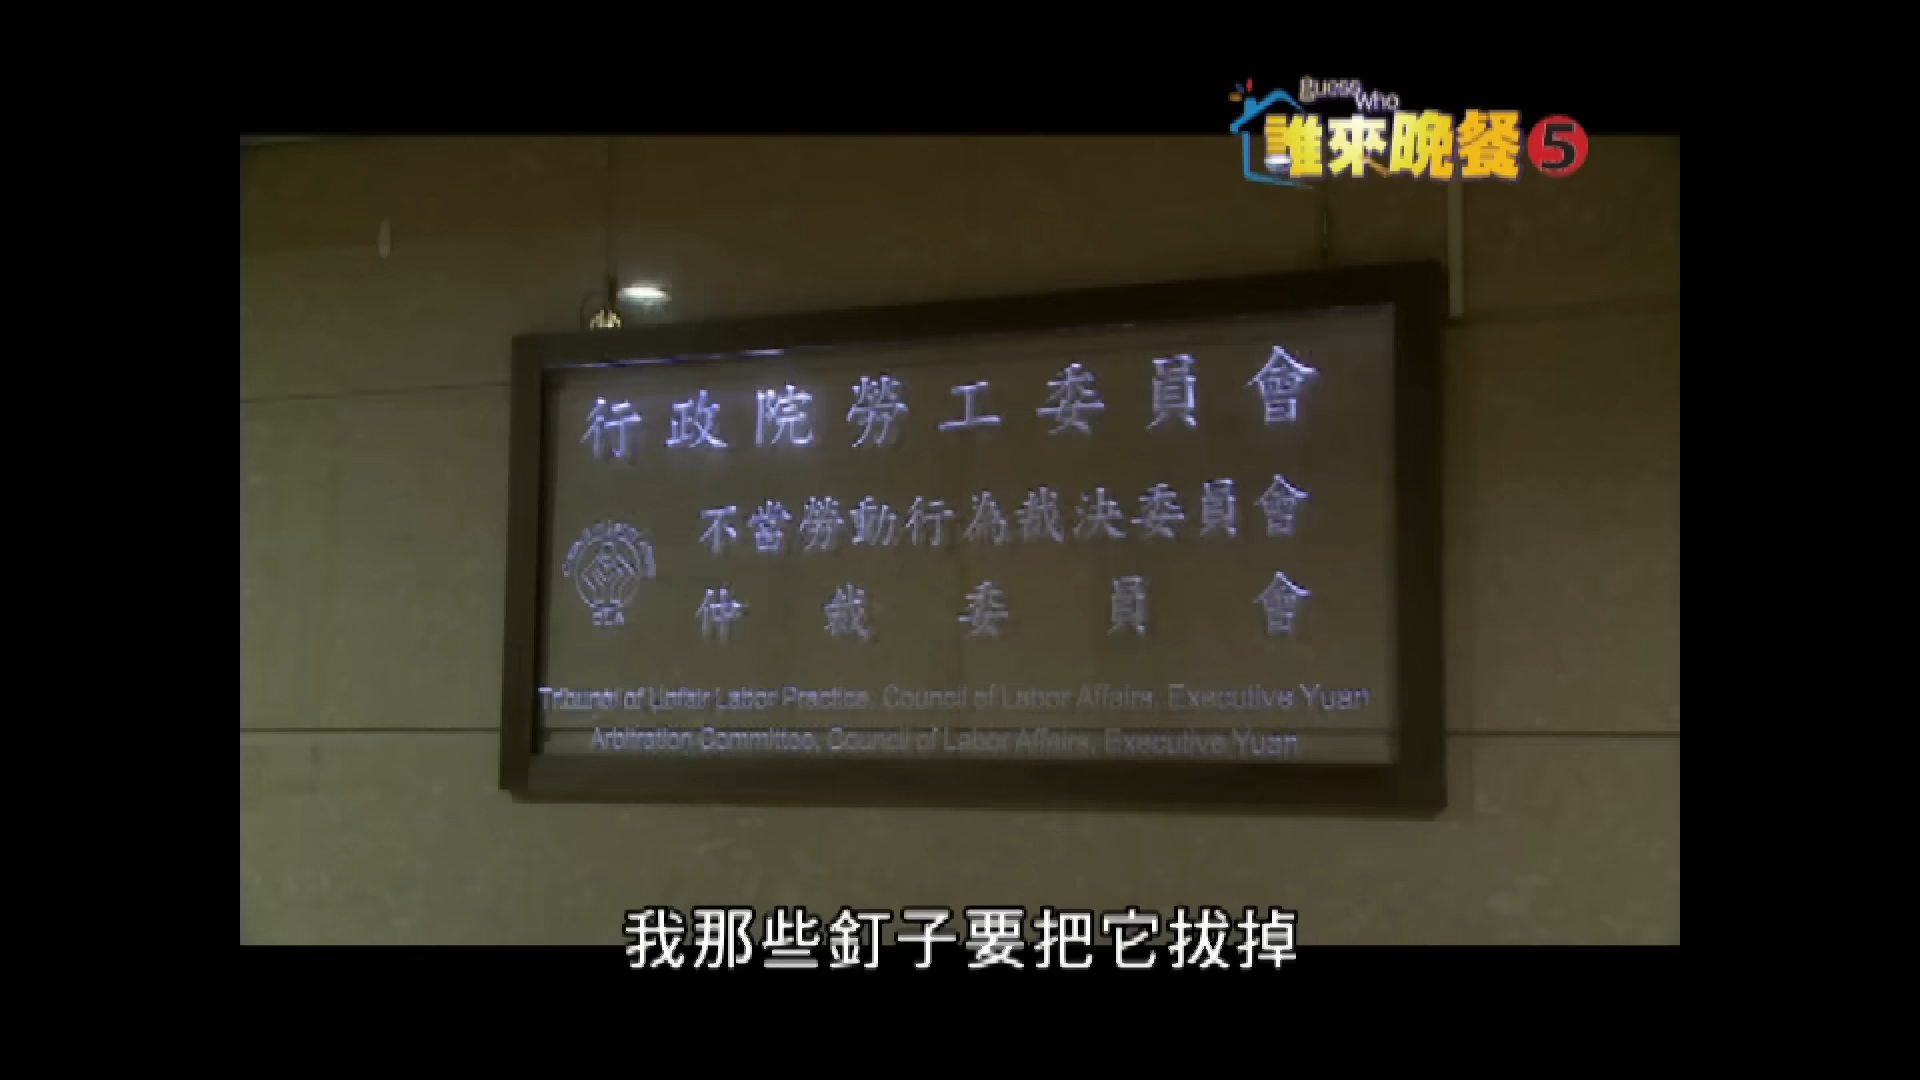 Guess Who
誰來晚餐5
行政院勞工委員會
不當勞動行為裁決委員會
仲裁委員會
Tribunal of Unfair Labor Practice, Council of Labor Affairs, Executive Yuan
Arbitration Committee, Council of Labor Affairs, Executive Yuan
我那些釘子要把它拔掉